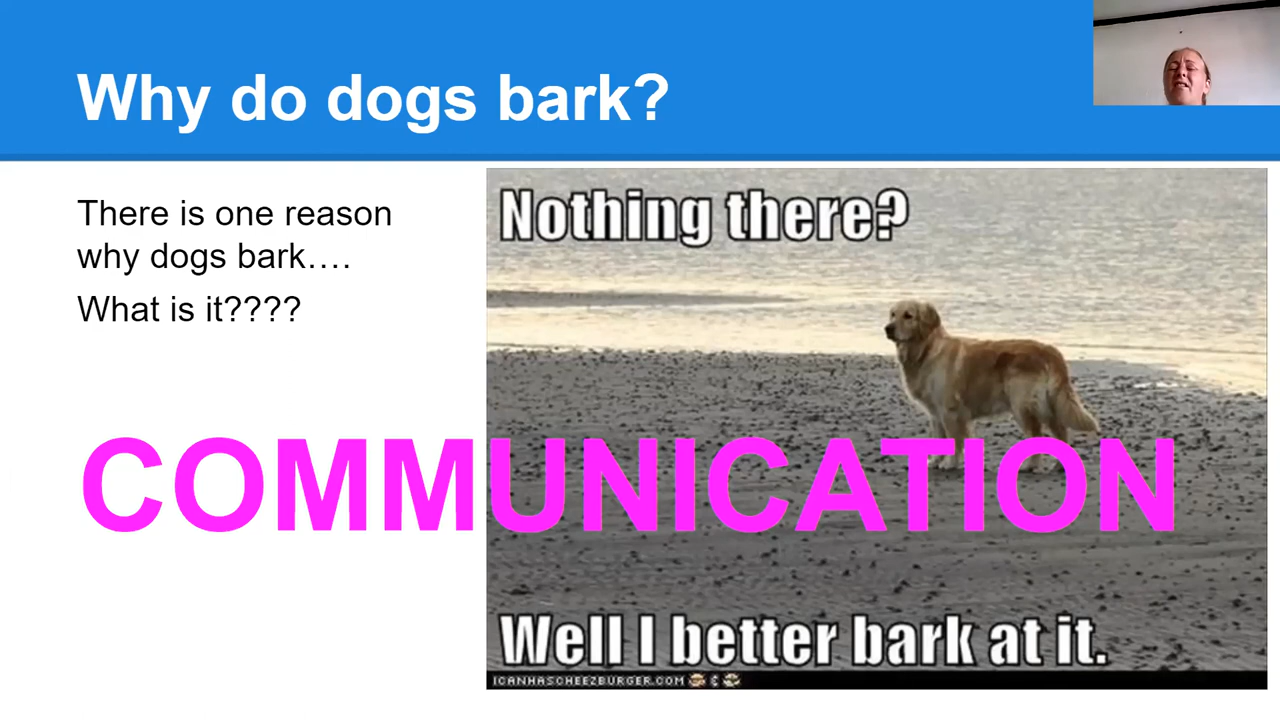 Why do dogs bark?
There is one reason
why dogs bark....
What is it????
Nothing there?
COMMUNICATION
Well I better bark at it.
ICANHASCHEEZBURGER.COM